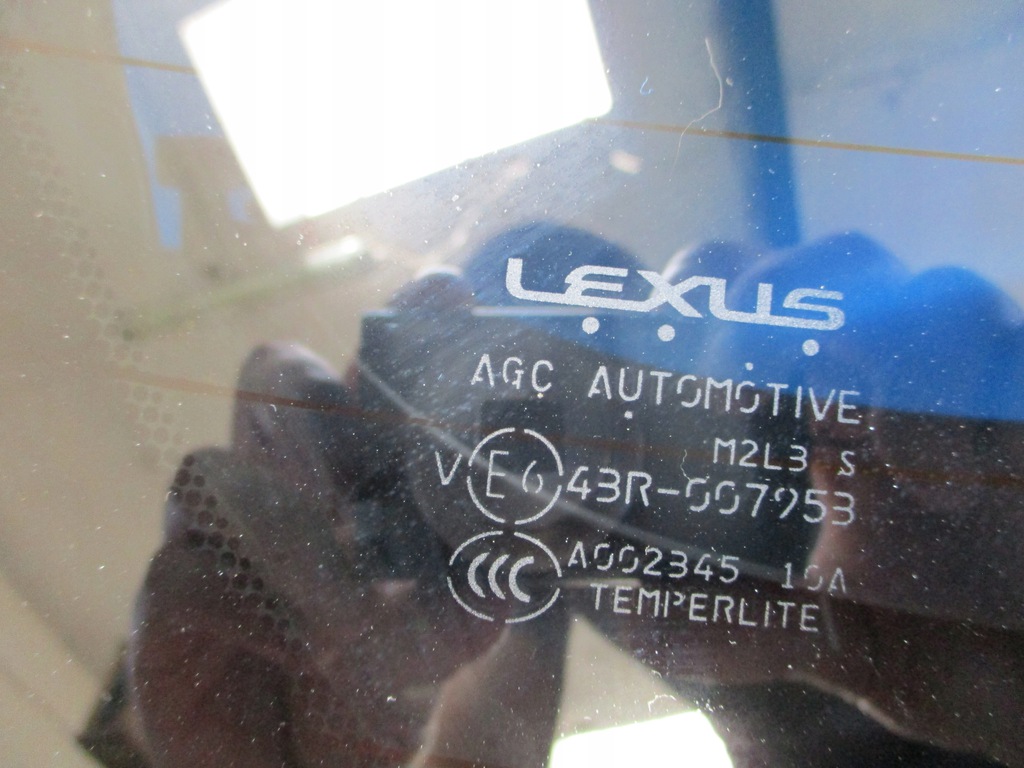 LEXUS
AGC AUTOMOTIVE
M2L3 S
V E6 43R-007953
CCC A002345 10A
TEMPERLITE